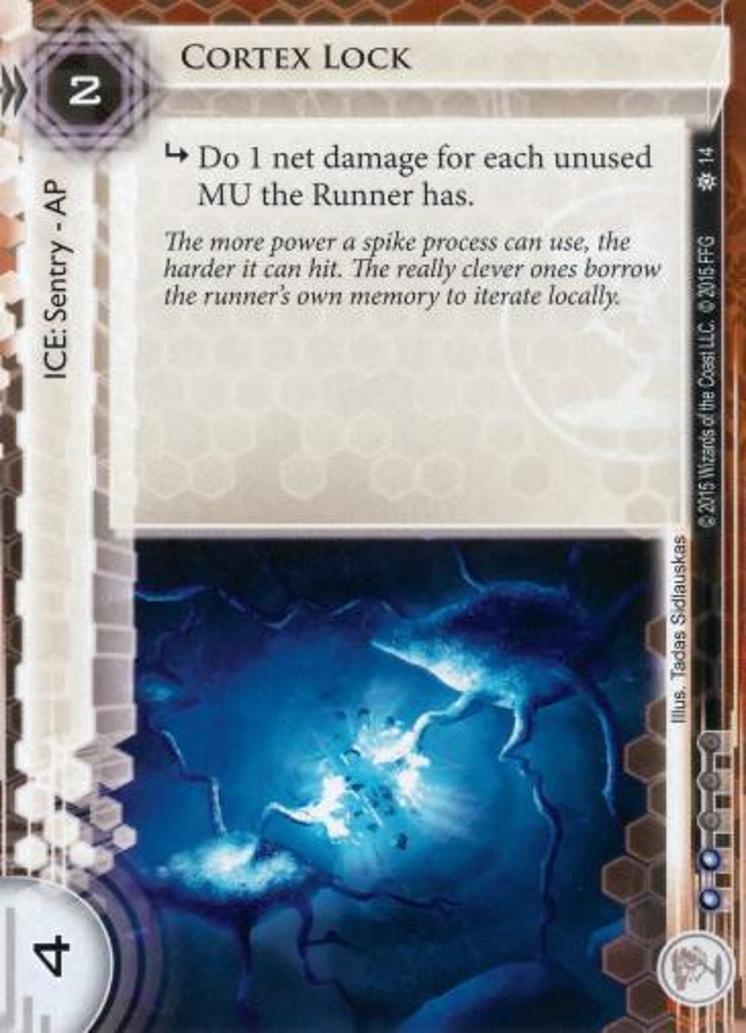 CORTEX LOCK
2
↳ Do 1 net damage for each unused
MU the Runner has.
The more power a spike process can use, the
harder it can hit. The really clever ones borrow
the runner's own memory to iterate locally.
ICE: Sentry - AP
14
© 2015 Wizards of the Coast LLC. © 2015 FFG
Illus. Tadas Sidlauskas
4